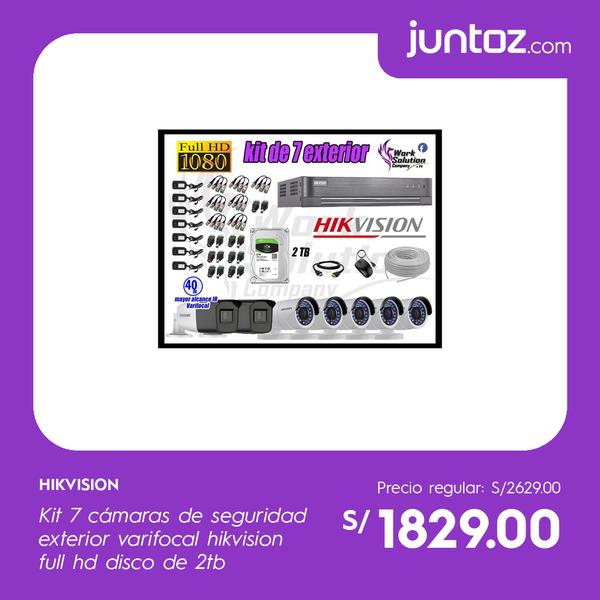 juntoz.com
Full HD
1080
kit de 7 exterior
Work
Solution
Company
HIKVISION
2 TB
40
mayor alcance IR
Varifocal
HIKVISION
Kit 7 cámaras de seguridad
exterior varifocal hikvision
full hd disco de 2tb
Precio regular: S/2629.00
S/1829.00